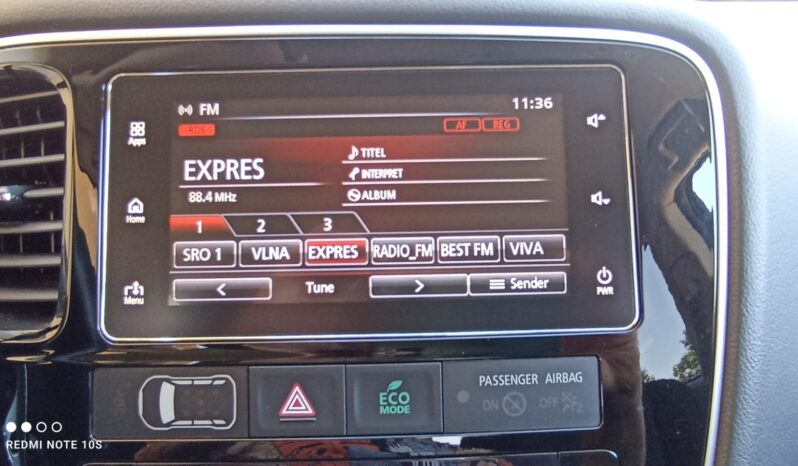 FM 11:36
RDS AF REG
Apps
TITEL
EXPRES
INTERPRET
88.4 MHz
ALBUM
Home
1 2 3
SRO 1 VLNA EXPRES RADIO_FM BEST FM VIVA
Menu
< Tune > Sender
PWR
PASSENGER AIRBAG
ECO
MODE
ON OFF 2
REDMI NOTE 10S